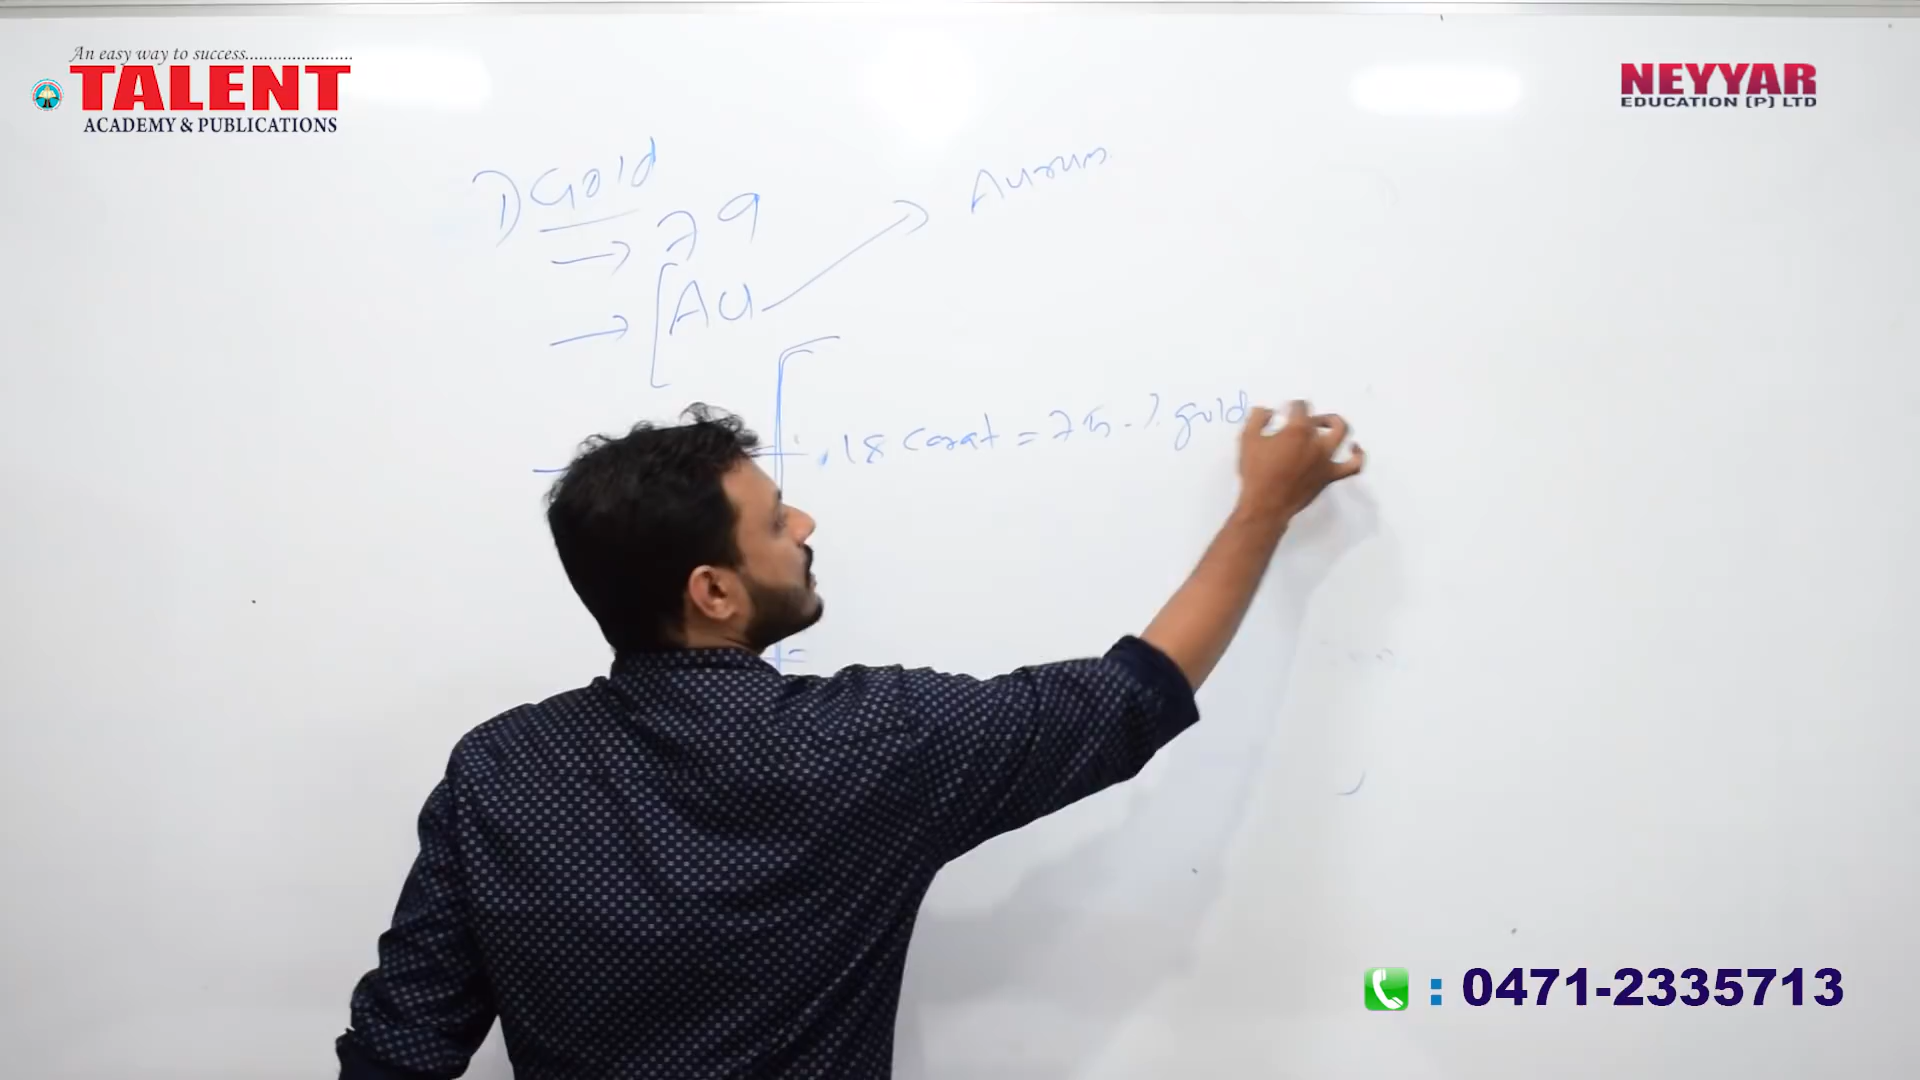 An easy way to success......................
TALENT
ACADEMY & PUBLICATIONS
NEYYAR
EDUCATION (P) LTD
1) Gold
→ 79
→ [Au → Aurum
18 Carat = 75 % gold
: 0471-2335713